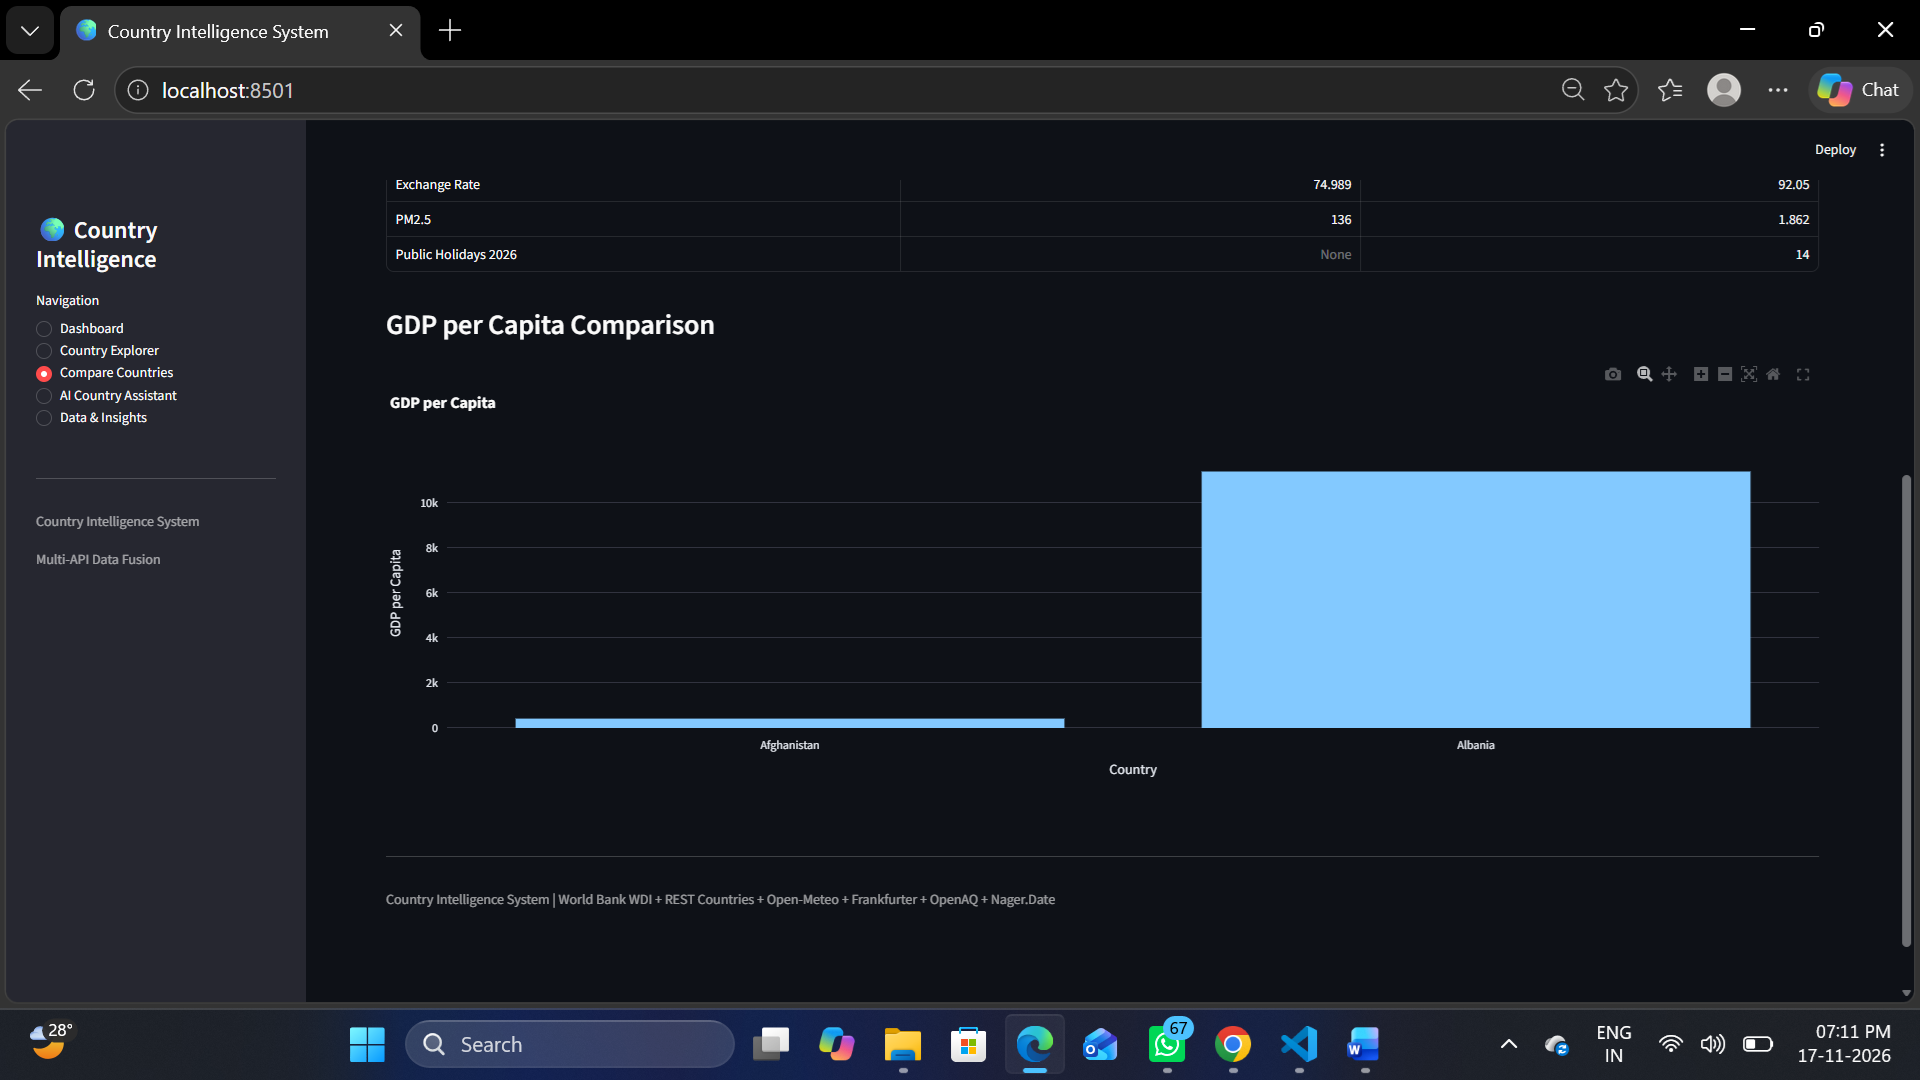 Country Intelligence System
localhost:8501
Chat
Deploy
Country
Intelligence
Navigation
Dashboard
Country Explorer
Compare Countries
AI Country Assistant
Data & Insights
Country Intelligence System
Multi-API Data Fusion
Exchange Rate 74.989 92.05
PM2.5 136 1.862
Public Holidays 2026 None 14
GDP per Capita Comparison
GDP per Capita
GDP per Capita
10k
8k
6k
4k
2k
0
Afghanistan Albania
Country
Country Intelligence System | World Bank WDI + REST Countries + Open-Meteo + Frankfurter + OpenAQ + Nager.Date
28°
Search
67
ENG
IN
07:11 PM
17-11-2026